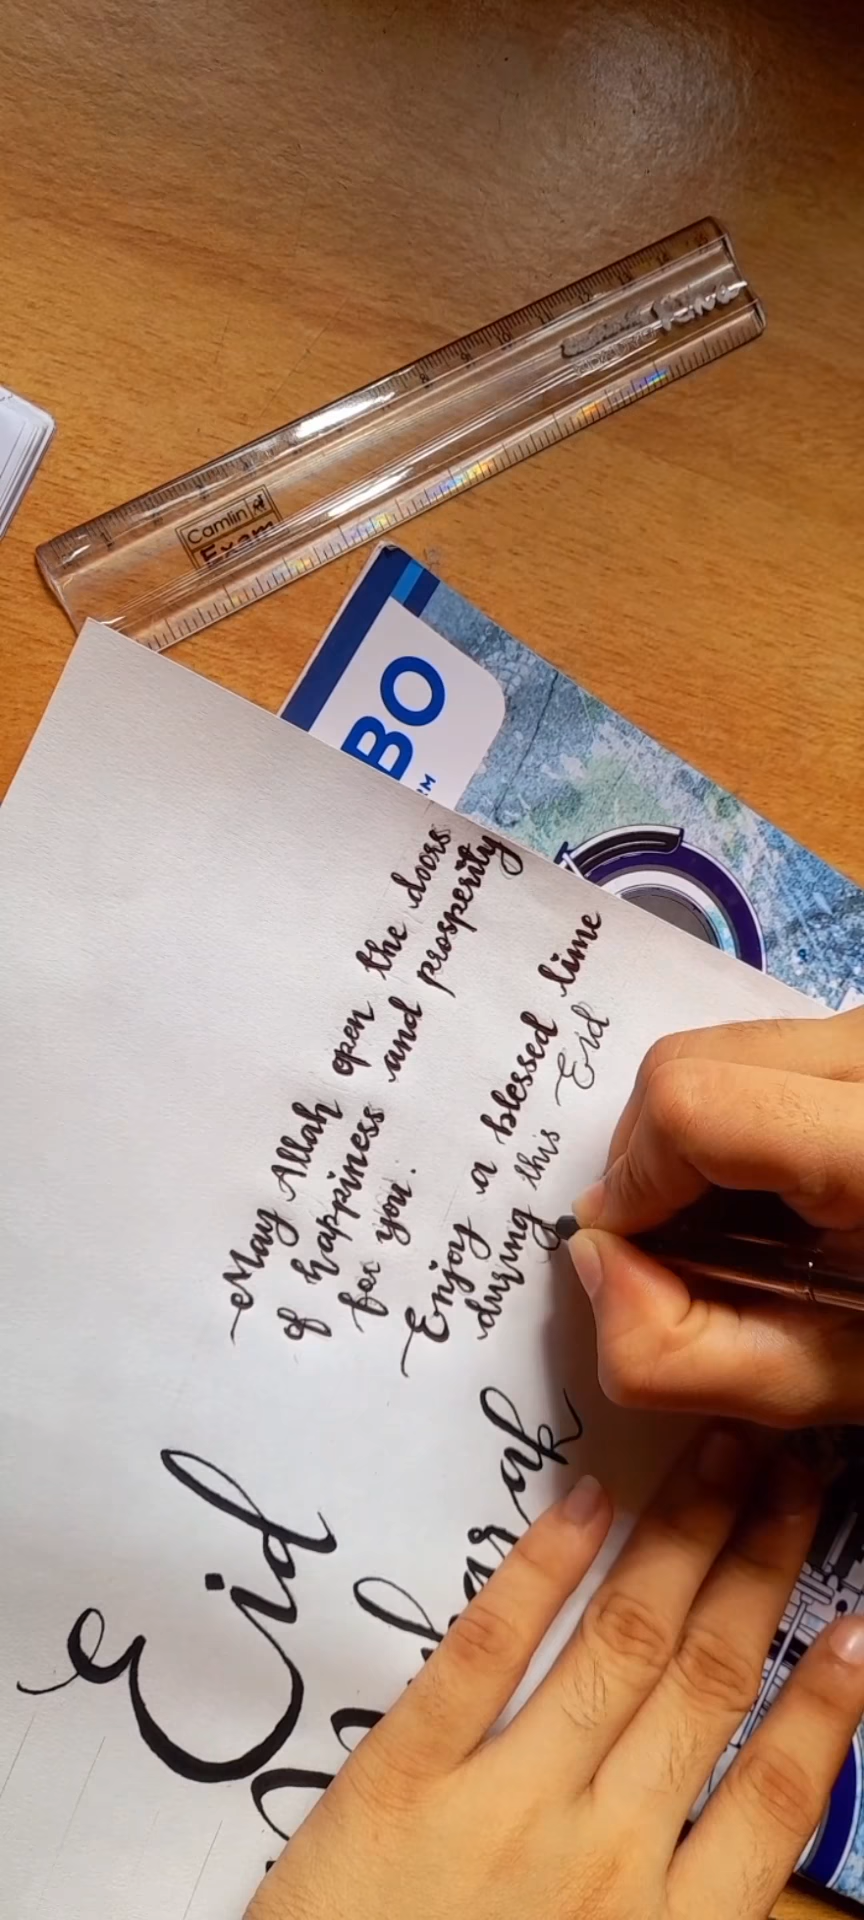 Camlin
Exam
BO
May Allah open the doors
of happiness and prosperity
for you.
Enjoy a blessed time
during this Eid
Eid